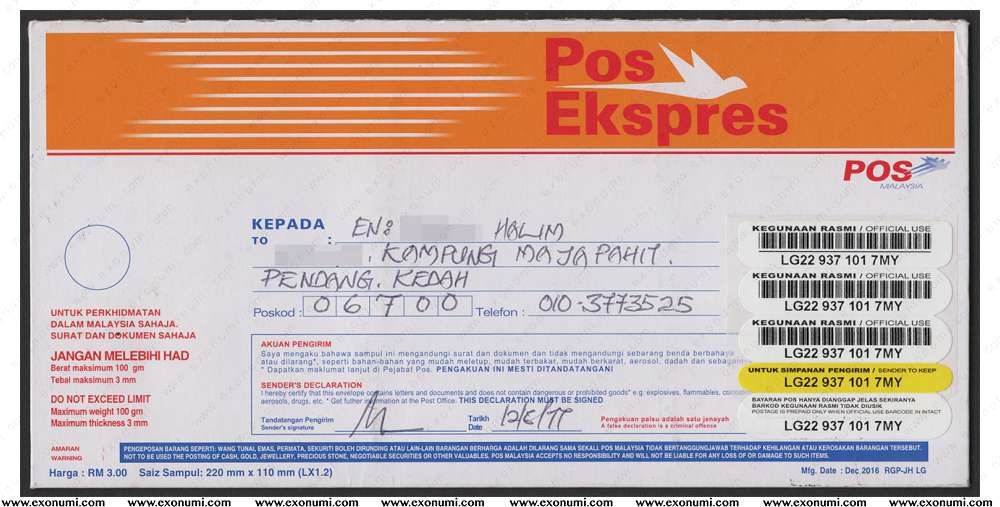 Pos
Ekspres
POS
MALAYSIA
KEPADA
TO :
EN: HALIM
, KAMPUNG MAJAPAHIT.
PENDANG. KEDAH
Poskod : 06700 Telefon : 010-3773525
UNTUK PERKHIDMATAN
DALAM MALAYSIA SAHAJA.
SURAT DAN DOKUMEN SAHAJA
JANGAN MELEBIHI HAD
Berat maksimum 100 gm
Tebal maksimum 3 mm
DO NOT EXCEED LIMIT
Maximum weight 100 gm
Maximum thickness 3 mm
AKUAN PENGIRIM
Saya mengaku bahawa sampul ini mengandungi surat dan dokumen dan tidak mengandungi sebarang benda berbahaya
atau dilarang*, seperti bahan-bahan yang mudah meletup, mudah terbakar, mudah berkarat, aerosol, dadah dan sebagai
* Dapatkan maklumat lanjut di Pejabat Pos. PENGAKUAN INI MESTI DITANDATANGANI
SENDER'S DECLARATION
I hereby certify that this envelope contains letters and documents and does not contain dangerous or prohibited goods* e.g. explosives, flammables, co
aerosols, drugs, etc. * Get futher information at the Post Office. THIS DECLARATION MUST BE SIGNED
Tandatangan Pengirim
Sender's signature
Tarikh
Date
Pengakuan palsu adalah satu jenayah
A false declaration is a criminal offence
KEGUNAAN RASMI / OFFICIAL USE
LG22 937 101 7MY
KEGUNAAN RASMI / OFFICIAL USE
LG22 937 101 7MY
KEGUNAAN RASMI / OFFICIAL USE
LG22 937 101 7MY
UNTUK SIMPANAN PENGIRIM / SENDER TO KEEP
LG22 937 101 7MY
BAYARAN POS HANYA DIANGGAP JELAS SEKIRANYA
BARKOD KEGUNAAN RASMI TIDAK DIUSIK
POSTAGE IS PREPAID ONLY WHEN OFFICIAL USE BARCODE IN INTACT
LG22 937 101 7MY
AMARAN
WARNING
PENGEPOSAN BARANG SEPERTI: WANG TUNAI, EMAS, PERMATA, SEKURITI BOLEH DIRUNDING ATAU LAIN-LAIN BARANGAN BERHARGA ADALAH DILARANG SAMA SEKALI. POS MALAYSIA TIDAK BERTANGGUNGJAWAB TERHADAP KEHILANGAN ATAU KEROSAKAN BARANGAN TERSEBUT.
NOT TO BE USED FOR THE POSTING OF CASH, GOLD, JEWELLERY, PRECIOUS STONE, NEGOTIABLE SECURITIES OR OTHER VALUABLES. POS MALAYSIA ACCEPTS NO RESPONSIBILITY AND WILL NOT BE LIABLE FOR ANY LOSS OF OR DAMAGE TO SUCH ITEMS.
Harga : RM 3.00 Saiz Sampul: 220 mm x 110 mm (LX1.2)
Mfg. Date : Dec 2016 RGP-JH LG
www.exonumi.com www.exonumi.com www.exonumi.com www.exonumi.com www.exonumi.com www.exonumi.com www.exonumi.com